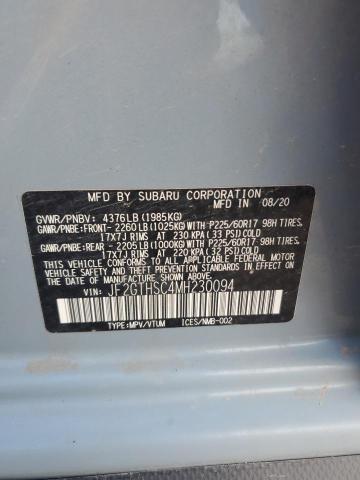 MFD BY SUBARU CORPORATION
MFD IN 08/20
GVWR/PNBV: 4376LB (1985KG)
GAWR/PNBE:FRONT- 2260LB (1025KG) WITH P225/60R17 98H TIRES,
17X7J RIMS AT 230 KPA (33 PSI) COLD
GAWR/PNBE:REAR - 2205LB (1000KG) WITH P225/60R17 98H TIRES,
17X7J RIMS AT 220 KPA (32 PSI) COLD
THIS VEHICLE CONFORMS TO ALL APPLICABLE FEDERAL MOTOR
VEHICLE SAFETY AND BUMPER STANDARDS IN EFFECT ON THE
DATE OF MANUFACTURE SHOWN ABOVE.
VIN: JF2GTHSC4MH230094
TYPE:MPV/VTUM ICES/NMB-002